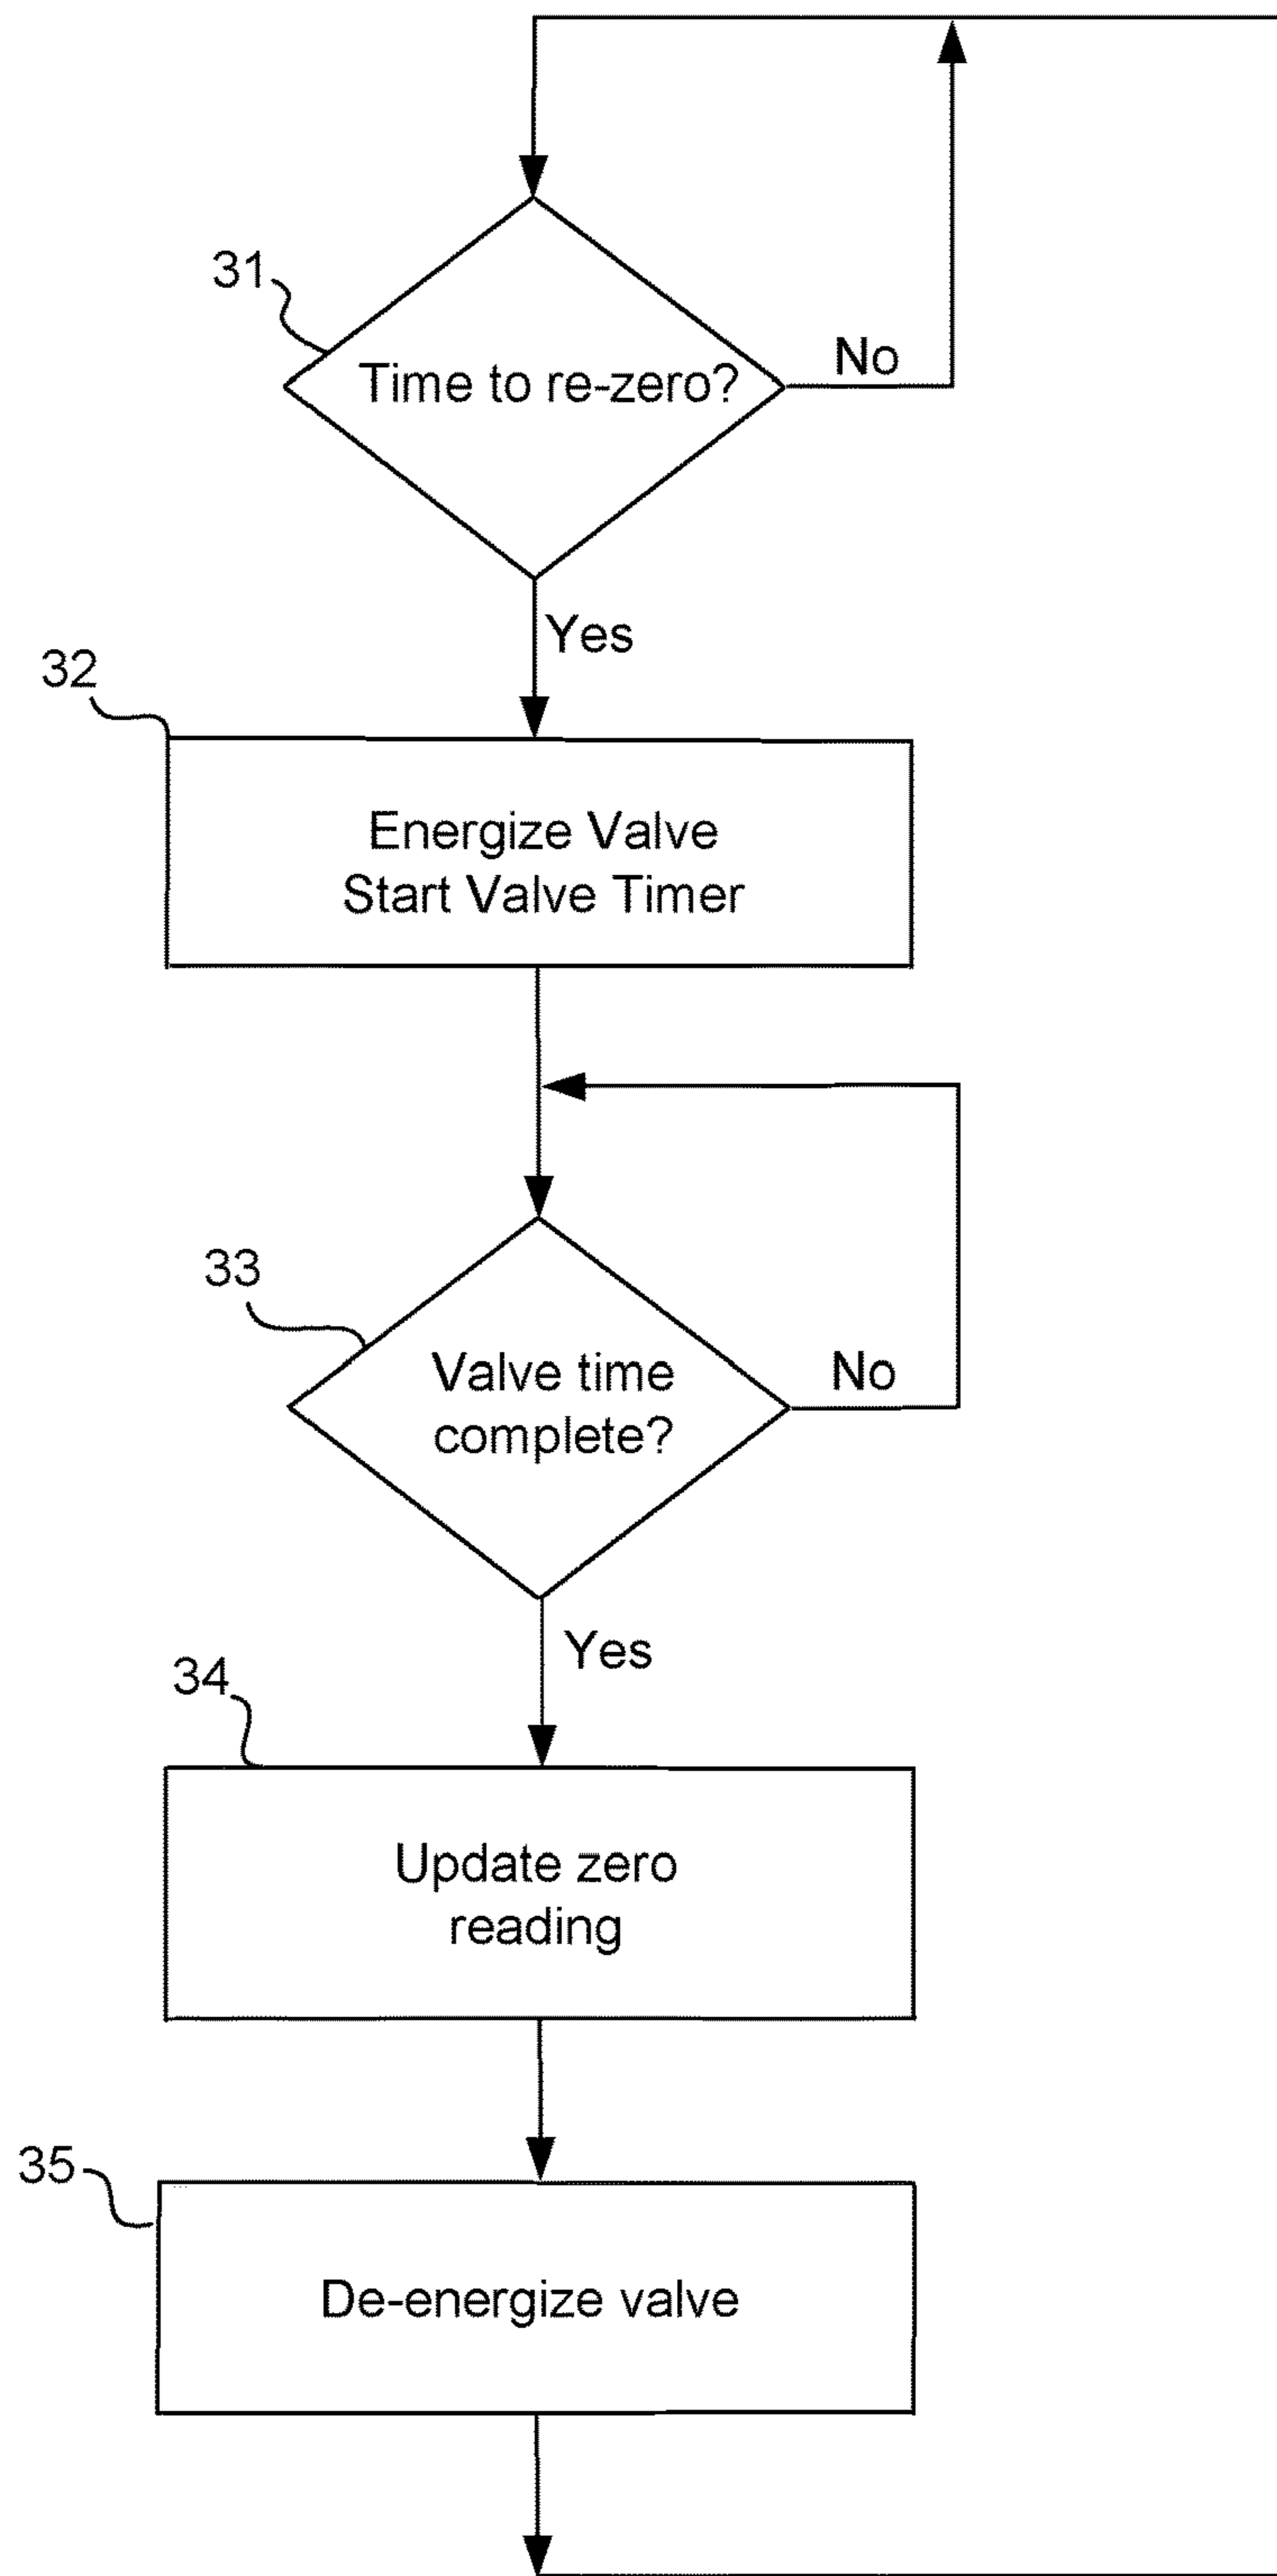 31
Time to re-zero?
No
Yes
32
Energize Valve
Start Valve Timer
33
Valve time
complete?
No
Yes
34
Update zero
reading
35
De-energize valve